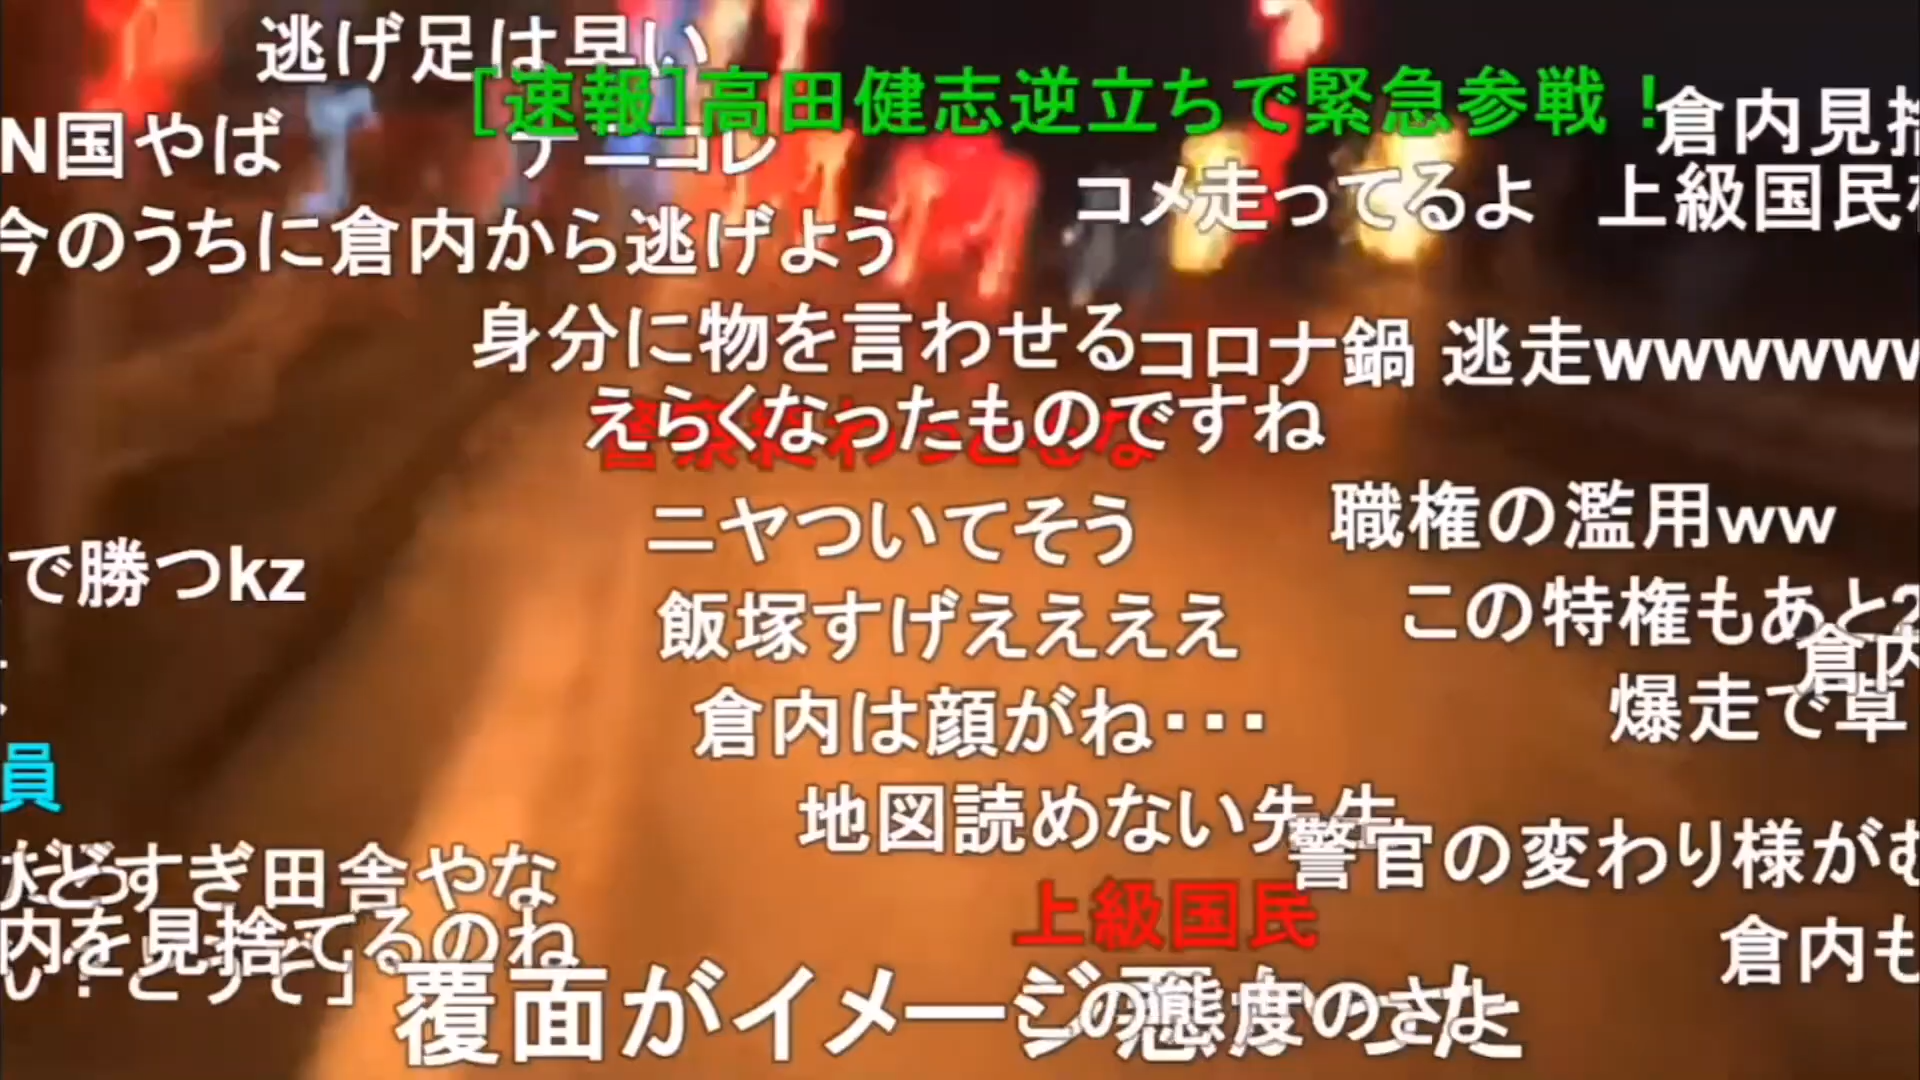 逃げ足は早い
[速報]高田健志逆立ちで緊急参戦！
倉内見捨
N国やば
ナニコレ
コメ走ってるよ
上級国民
今のうちに倉内から逃げよう
身分に物を言わせる
コロナ鍋
逃走wwwwww
えらくなったものですね
ニヤついてそう
職権の濫用ww
で勝つkz
飯塚すげえええええ
この特権もあと2
倉内
倉内は顔がね・・・
爆走で草
員
地図読めない先生
警官の変わり様がむ
どすぎ田舎やな
上級国民
内を見捨てるのね
倉内も
覆面がイメージ
の態度のさよ